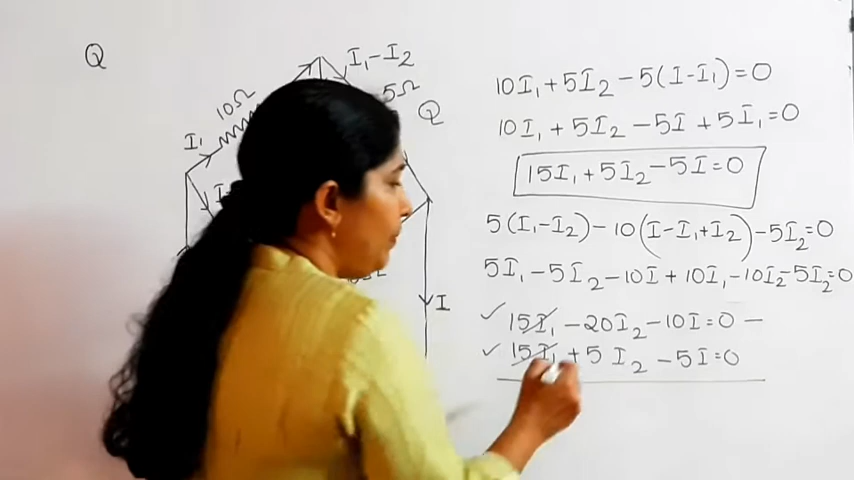 Q
I₁-I₂
10Ω
5Ω
Q
I₁
I
10I₁+5I₂-5(I-I₁)=0
10I₁+5I₂-5I+5I₁=0
15I₁+5I₂-5I=0
5(I₁-I₂)-10(I-I₁+I₂)-5I₂=0
5I₁-5I₂-10I+10I₁-10I₂-5I₂=0
✓ 15I₁-20I₂-10I=0 -
✓ 15I₁+5I₂-5I=0